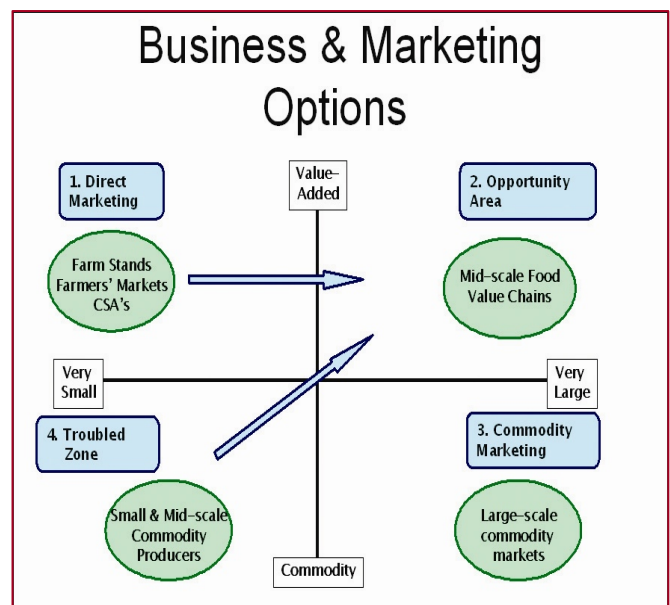 Business & Marketing
Options
1. Direct
Marketing
Value-
Added
2. Opportunity
Area
Farm Stands
Farmers' Markets
CSA's
Mid-scale Food
Value Chains
Very
Small
Very
Large
4. Troubled
Zone
3. Commodity
Marketing
Small & Mid-scale
Commodity
Producers
Large-scale
commodity
markets
Commodity